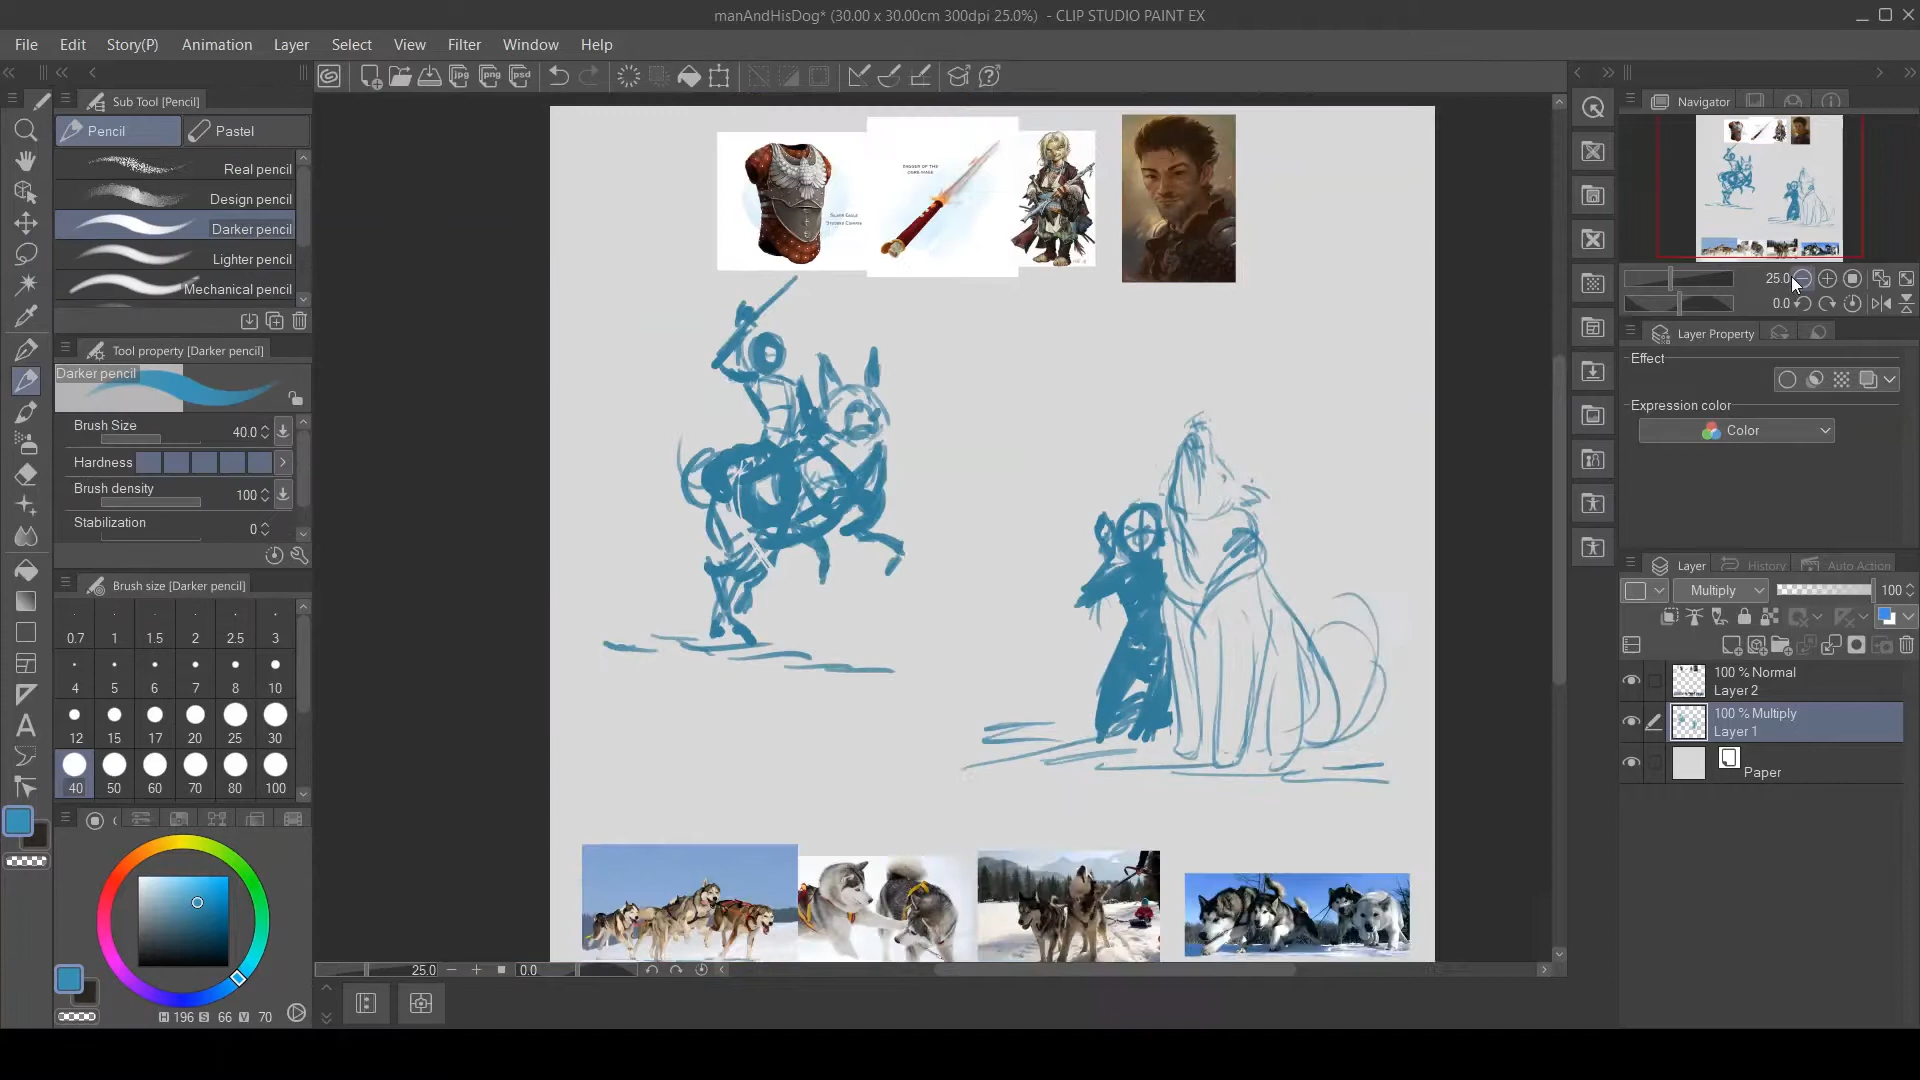 manAndHisDog* (30.00 x 30.00cm 300dpi 25.0%) - CLIP STUDIO PAINT EX
File Edit Story(P) Animation Layer Select View Filter Window Help
Sub Tool [Pencil]
Pencil
Pastel
Real pencil
Design pencil
Darker pencil
Lighter pencil
Mechanical pencil
Tool property [Darker pencil]
Darker pencil
Brush Size 40.0
Hardness
Brush density 100
Stabilization 0
Brush size [Darker pencil]
0.7 1 1.5 2 2.5 3
4 5 6 7 8 10
12 15 17 20 25 30
40 50 60 70 80 100
H 196 S 66 V 70
jpg png psd
Silver Eagle
25.0
0.0
Navigator
25.0
0.0
Layer Property
Effect
Expression color
Color
Layer
History
Auto Action
Multiply
100
100 % Normal
Layer 2
100 % Multiply
Layer 1
Paper